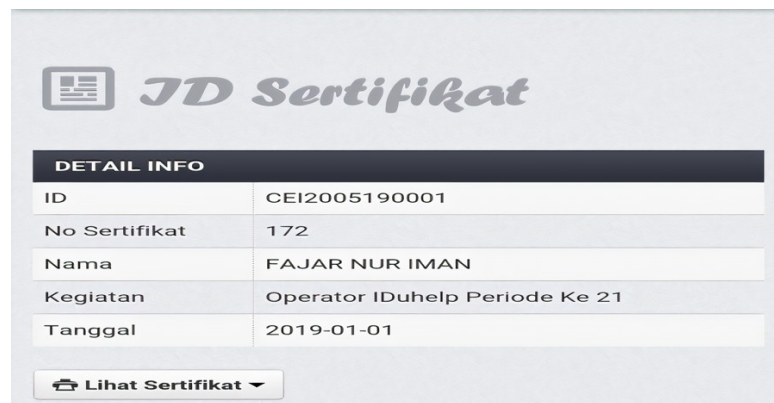 ID Sertifikat
DETAIL INFO
ID CEI2005190001
No Sertifikat 172
Nama FAJAR NUR IMAN
Kegiatan Operator IDuhelp Periode Ke 21
Tanggal 2019-01-01
Lihat Sertifikat